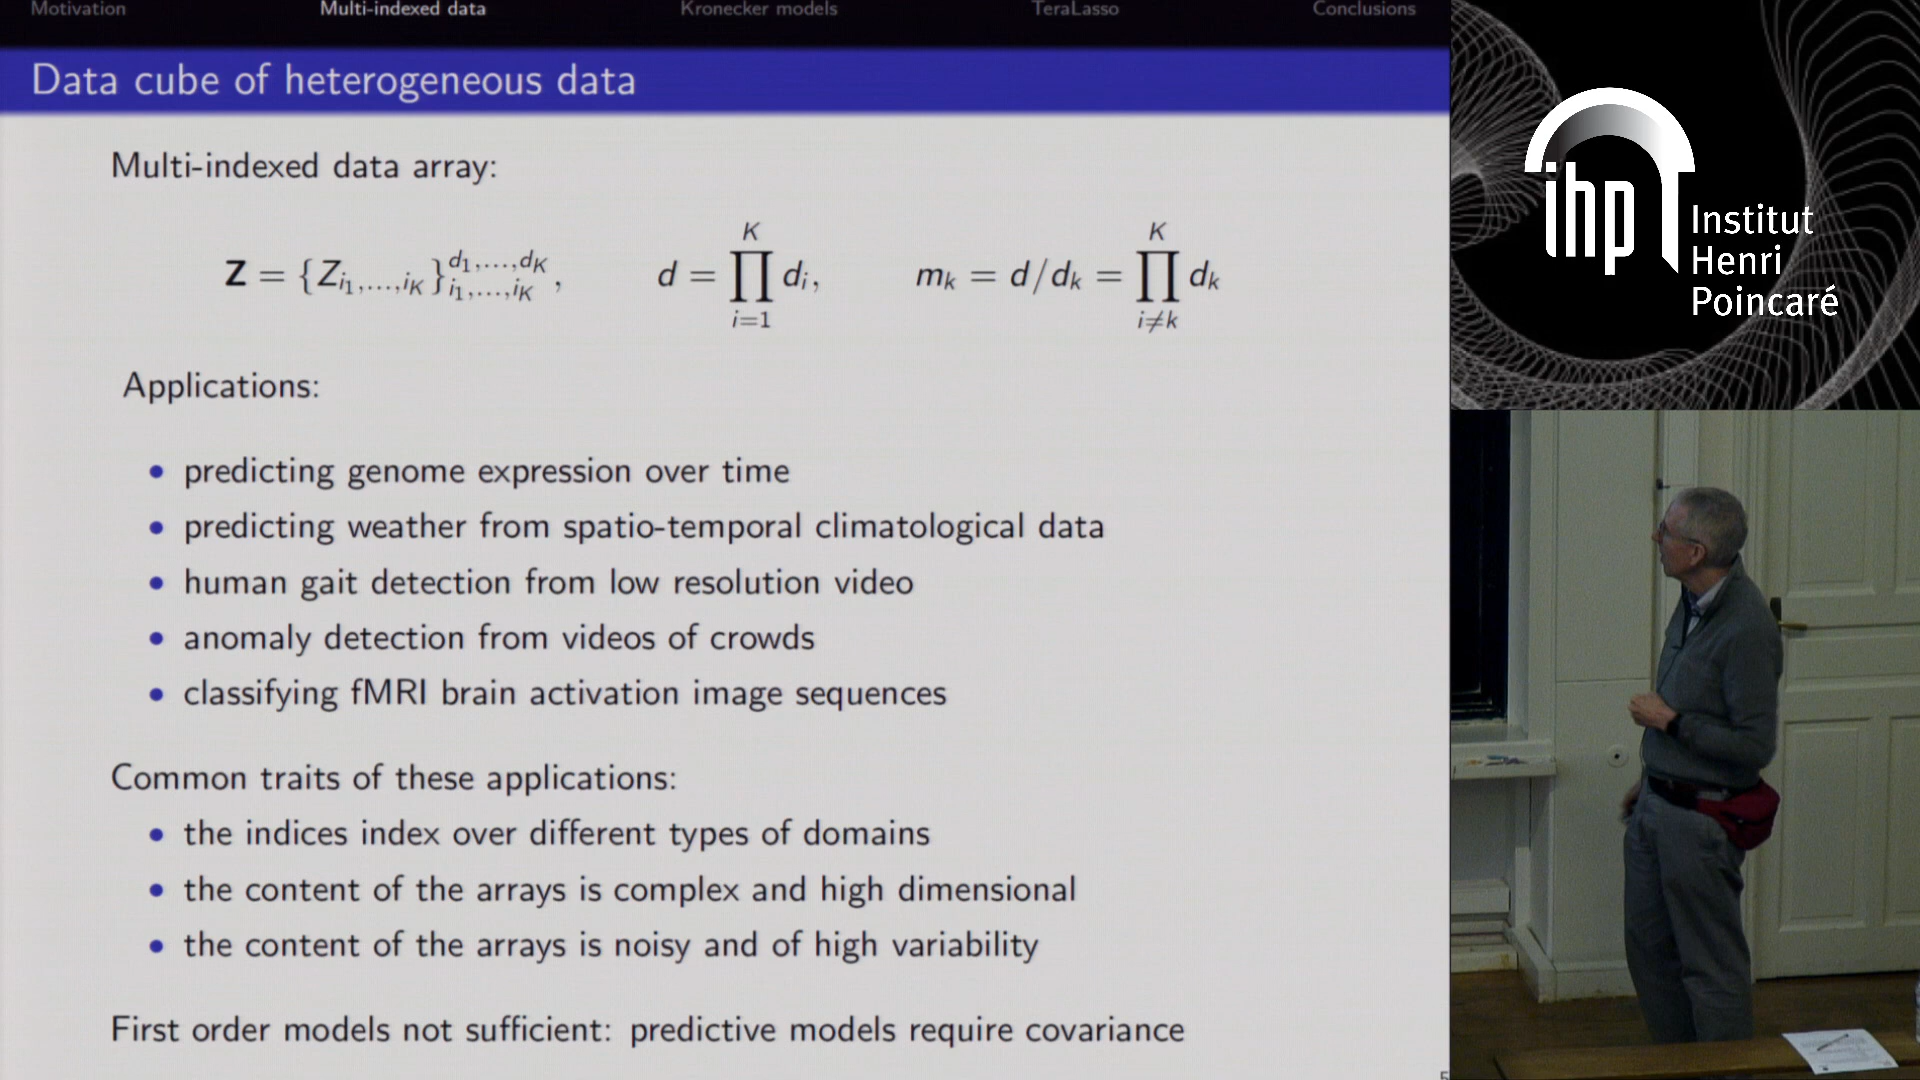 Motivation Multi-indexed data Kronecker models TeraLasso Conclusions
Data cube of heterogeneous data
Multi-indexed data array:
Z = {Z_{i_1,...,i_K}}_{i_1,...,i_K}^{d_1,...,d_K}, d = ∏_{i=1}^{K} d_i, m_k = d/d_k = ∏_{i≠k}^{K} d_k
Applications:
• predicting genome expression over time
• predicting weather from spatio-temporal climatological data
• human gait detection from low resolution video
• anomaly detection from videos of crowds
• classifying fMRI brain activation image sequences
Common traits of these applications:
• the indices index over different types of domains
• the content of the arrays is complex and high dimensional
• the content of the arrays is noisy and of high variability
First order models not sufficient: predictive models require covariance
ihp
Institut
Henri
Poincaré